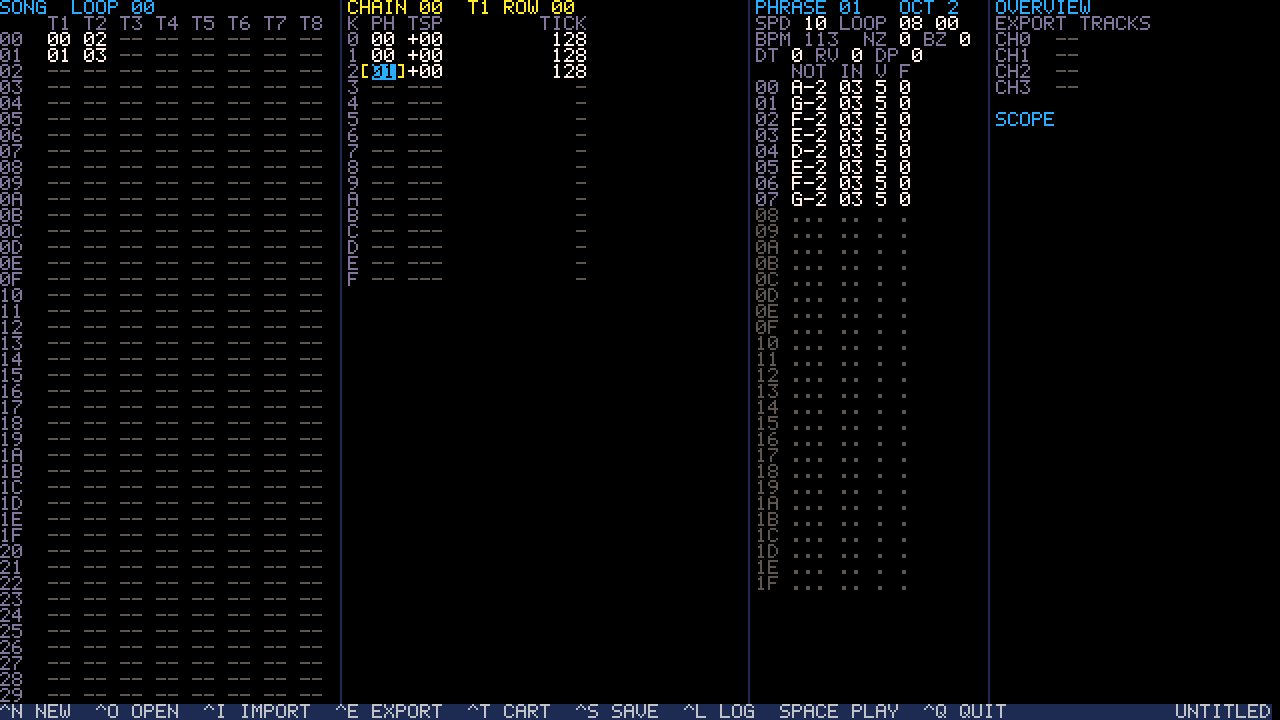 SONG  LOOP 00
T1 T2 T3 T4 T5 T6 T7 T8
00 00 02 -- -- -- -- -- --
01 01 03 -- -- -- -- -- --
02 -- -- -- -- -- -- -- --
03 -- -- -- -- -- -- -- --
04 -- -- -- -- -- -- -- --
05 -- -- -- -- -- -- -- --
06 -- -- -- -- -- -- -- --
07 -- -- -- -- -- -- -- --
08 -- -- -- -- -- -- -- --
09 -- -- -- -- -- -- -- --
0A -- -- -- -- -- -- -- --
0B -- -- -- -- -- -- -- --
0C -- -- -- -- -- -- -- --
0D -- -- -- -- -- -- -- --
0E -- -- -- -- -- -- -- --
0F -- -- -- -- -- -- -- --
10 -- -- -- -- -- -- -- --
11 -- -- -- -- -- -- -- --
12 -- -- -- -- -- -- -- --
13 -- -- -- -- -- -- -- --
14 -- -- -- -- -- -- -- --
15 -- -- -- -- -- -- -- --
16 -- -- -- -- -- -- -- --
17 -- -- -- -- -- -- -- --
18 -- -- -- -- -- -- -- --
19 -- -- -- -- -- -- -- --
1A -- -- -- -- -- -- -- --
1B -- -- -- -- -- -- -- --
1C -- -- -- -- -- -- -- --
1D -- -- -- -- -- -- -- --
1E -- -- -- -- -- -- -- --
1F -- -- -- -- -- -- -- --
20 -- -- -- -- -- -- -- --
21 -- -- -- -- -- -- -- --
22 -- -- -- -- -- -- -- --
23 -- -- -- -- -- -- -- --
24 -- -- -- -- -- -- -- --
25 -- -- -- -- -- -- -- --
26 -- -- -- -- -- -- -- --
27 -- -- -- -- -- -- -- --
28 -- -- -- -- -- -- -- --
29 -- -- -- -- -- -- -- --
CHAIN 00  T1 ROW 00
K PH TSP TICK
0 00 +00 128
1 00 +00 128
2[01]+00 128
3 -- --- -
4 -- --- -
5 -- --- -
6 -- --- -
7 -- --- -
8 -- --- -
9 -- --- -
A -- --- -
B -- --- -
C -- --- -
D -- --- -
E -- --- -
F -- --- -
PHRASE 01   OCT 2
SPD 10 LOOP 08 00
BPM 113  NZ 0 BZ 0
DT 0 RV 0 DP 0
NOT IN V F
00 A-2 03 5 0
01 G-2 03 5 0
02 F-2 03 5 0
03 E-2 03 5 0
04 D-2 03 5 0
05 E-2 03 5 0
06 F-2 03 5 0
07 G-2 03 5 0
08 ... .. . .
09 ... .. . .
0A ... .. . .
0B ... .. . .
0C ... .. . .
0D ... .. . .
0E ... .. . .
0F ... .. . .
10 ... .. . .
11 ... .. . .
12 ... .. . .
13 ... .. . .
14 ... .. . .
15 ... .. . .
16 ... .. . .
17 ... .. . .
18 ... .. . .
19 ... .. . .
1A ... .. . .
1B ... .. . .
1C ... .. . .
1D ... .. . .
1E ... .. . .
1F ... .. . .
OVERVIEW
EXPORT TRACKS
CH0  --
CH1  --
CH2  --
CH3  --
SCOPE
^N NEW  ^O OPEN  ^I IMPORT  ^E EXPORT  ^T CART  ^S SAVE  ^L LOG  SPACE PLAY  ^Q QUIT  UNTITLED